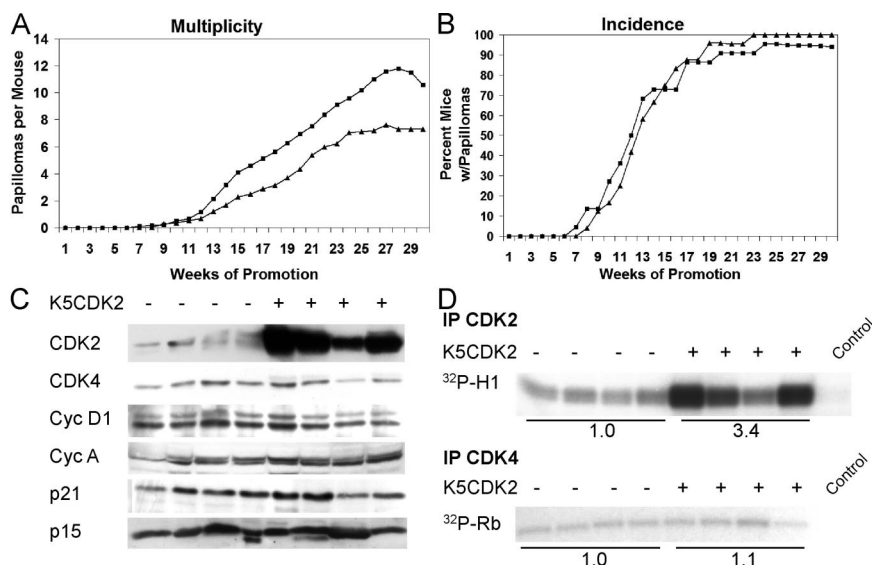 A
Multiplicity
Papillomas per Mouse
14
12
10
8
6
4
2
0
1 3 5 7 9 11 13 15 17 19 21 23 25 27 29
Weeks of Promotion
B
Incidence
Percent Mice
w/Papillomas
100
90
80
70
60
50
40
30
20
10
0
1 3 5 7 9 11 13 15 17 19 21 23 25 27 29
Weeks of Promotion
C
K5CDK2 - - - - + + + +
CDK2
CDK4
Cyc D1
Cyc A
p21
p15
D
IP CDK2
K5CDK2 - - - - + + + + Control
³²P-H1
1.0 3.4
IP CDK4
K5CDK2 - - - - + + + + Control
³²P-Rb
1.0 1.1